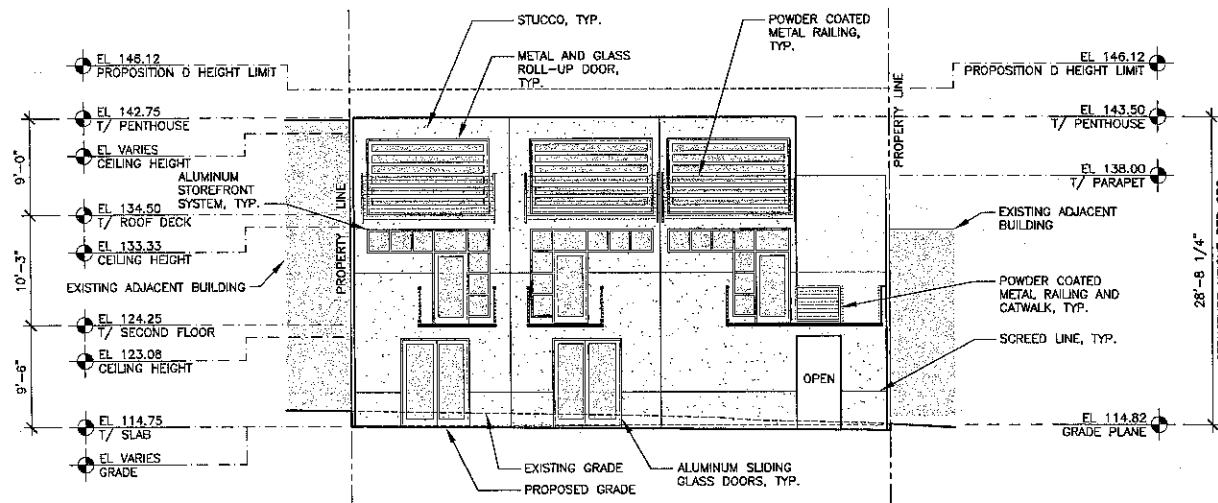 STUCCO, TYP.
METAL AND GLASS
ROLL-UP DOOR,
TYP.
POWDER COATED
METAL RAILING,
TYP.
EL 146.12
PROPOSITION D HEIGHT LIMIT
EL 142.75
T/ PENTHOUSE
EL VARIES
CEILING HEIGHT
ALUMINUM
STOREFRONT
SYSTEM, TYP.
EL 134.50
T/ ROOF DECK
EL 133.33
CEILING HEIGHT
EXISTING ADJACENT BUILDING
EL 124.25
T/ SECOND FLOOR
EL 123.08
CEILING HEIGHT
EL 114.75
T/ SLAB
EL VARIES
GRADE
9'-0"
10'-3"
9'-6"
PROPERTY LINE
OPEN
EXISTING GRADE
PROPOSED GRADE
ALUMINUM SLIDING
GLASS DOORS, TYP.
PROPERTY LINE
EL 146.12
PROPOSITION D HEIGHT LIMIT
EL 143.50
T/ PENTHOUSE
EL 138.00
T/ PARAPET
EXISTING ADJACENT
BUILDING
POWDER COATED
METAL RAILING AND
CATWALK, TYP.
SCREED LINE, TYP.
EL 114.82
GRADE PLANE
28'-8 1/4"